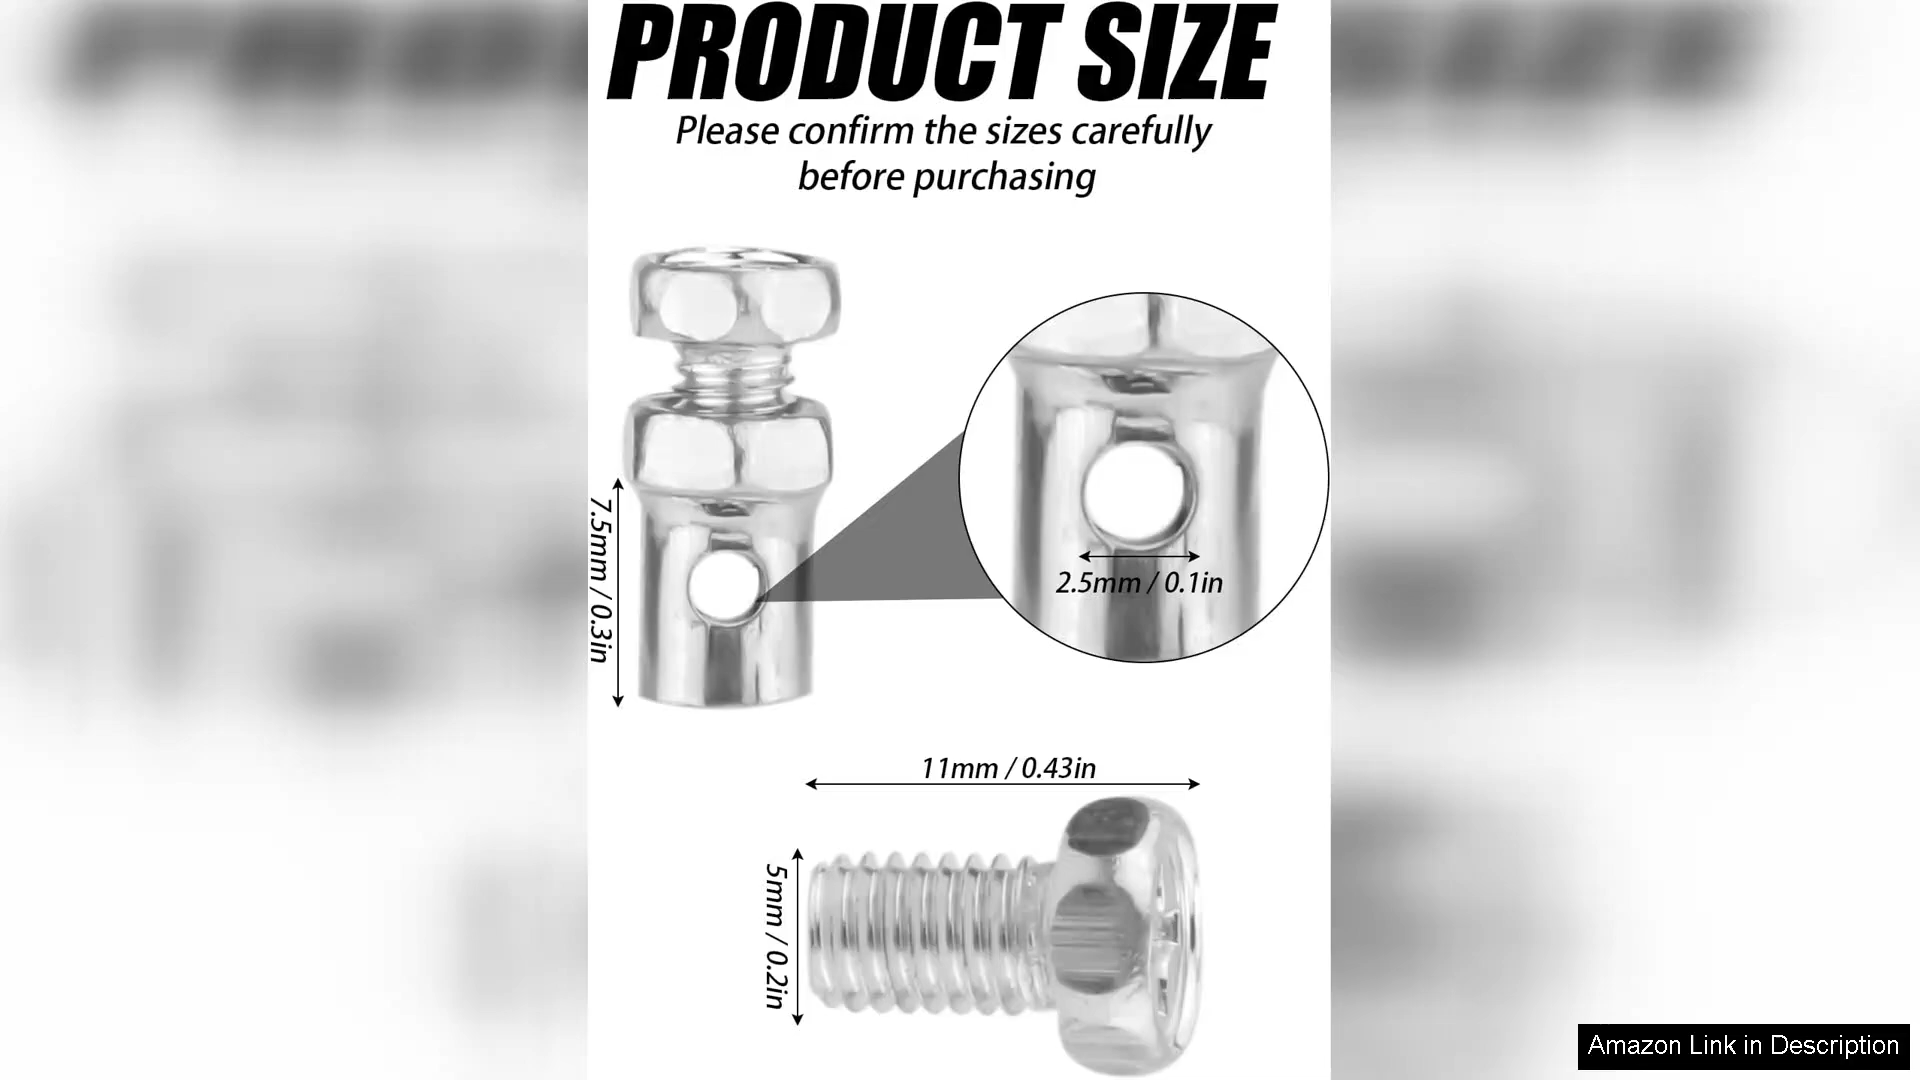 PRODUCT SIZE
Please confirm the sizes carefully
before purchasing
7.5mm / 0.3in
2.5mm / 0.1in
11mm / 0.43in
5mm / 0.2in
Amazon Link in Description